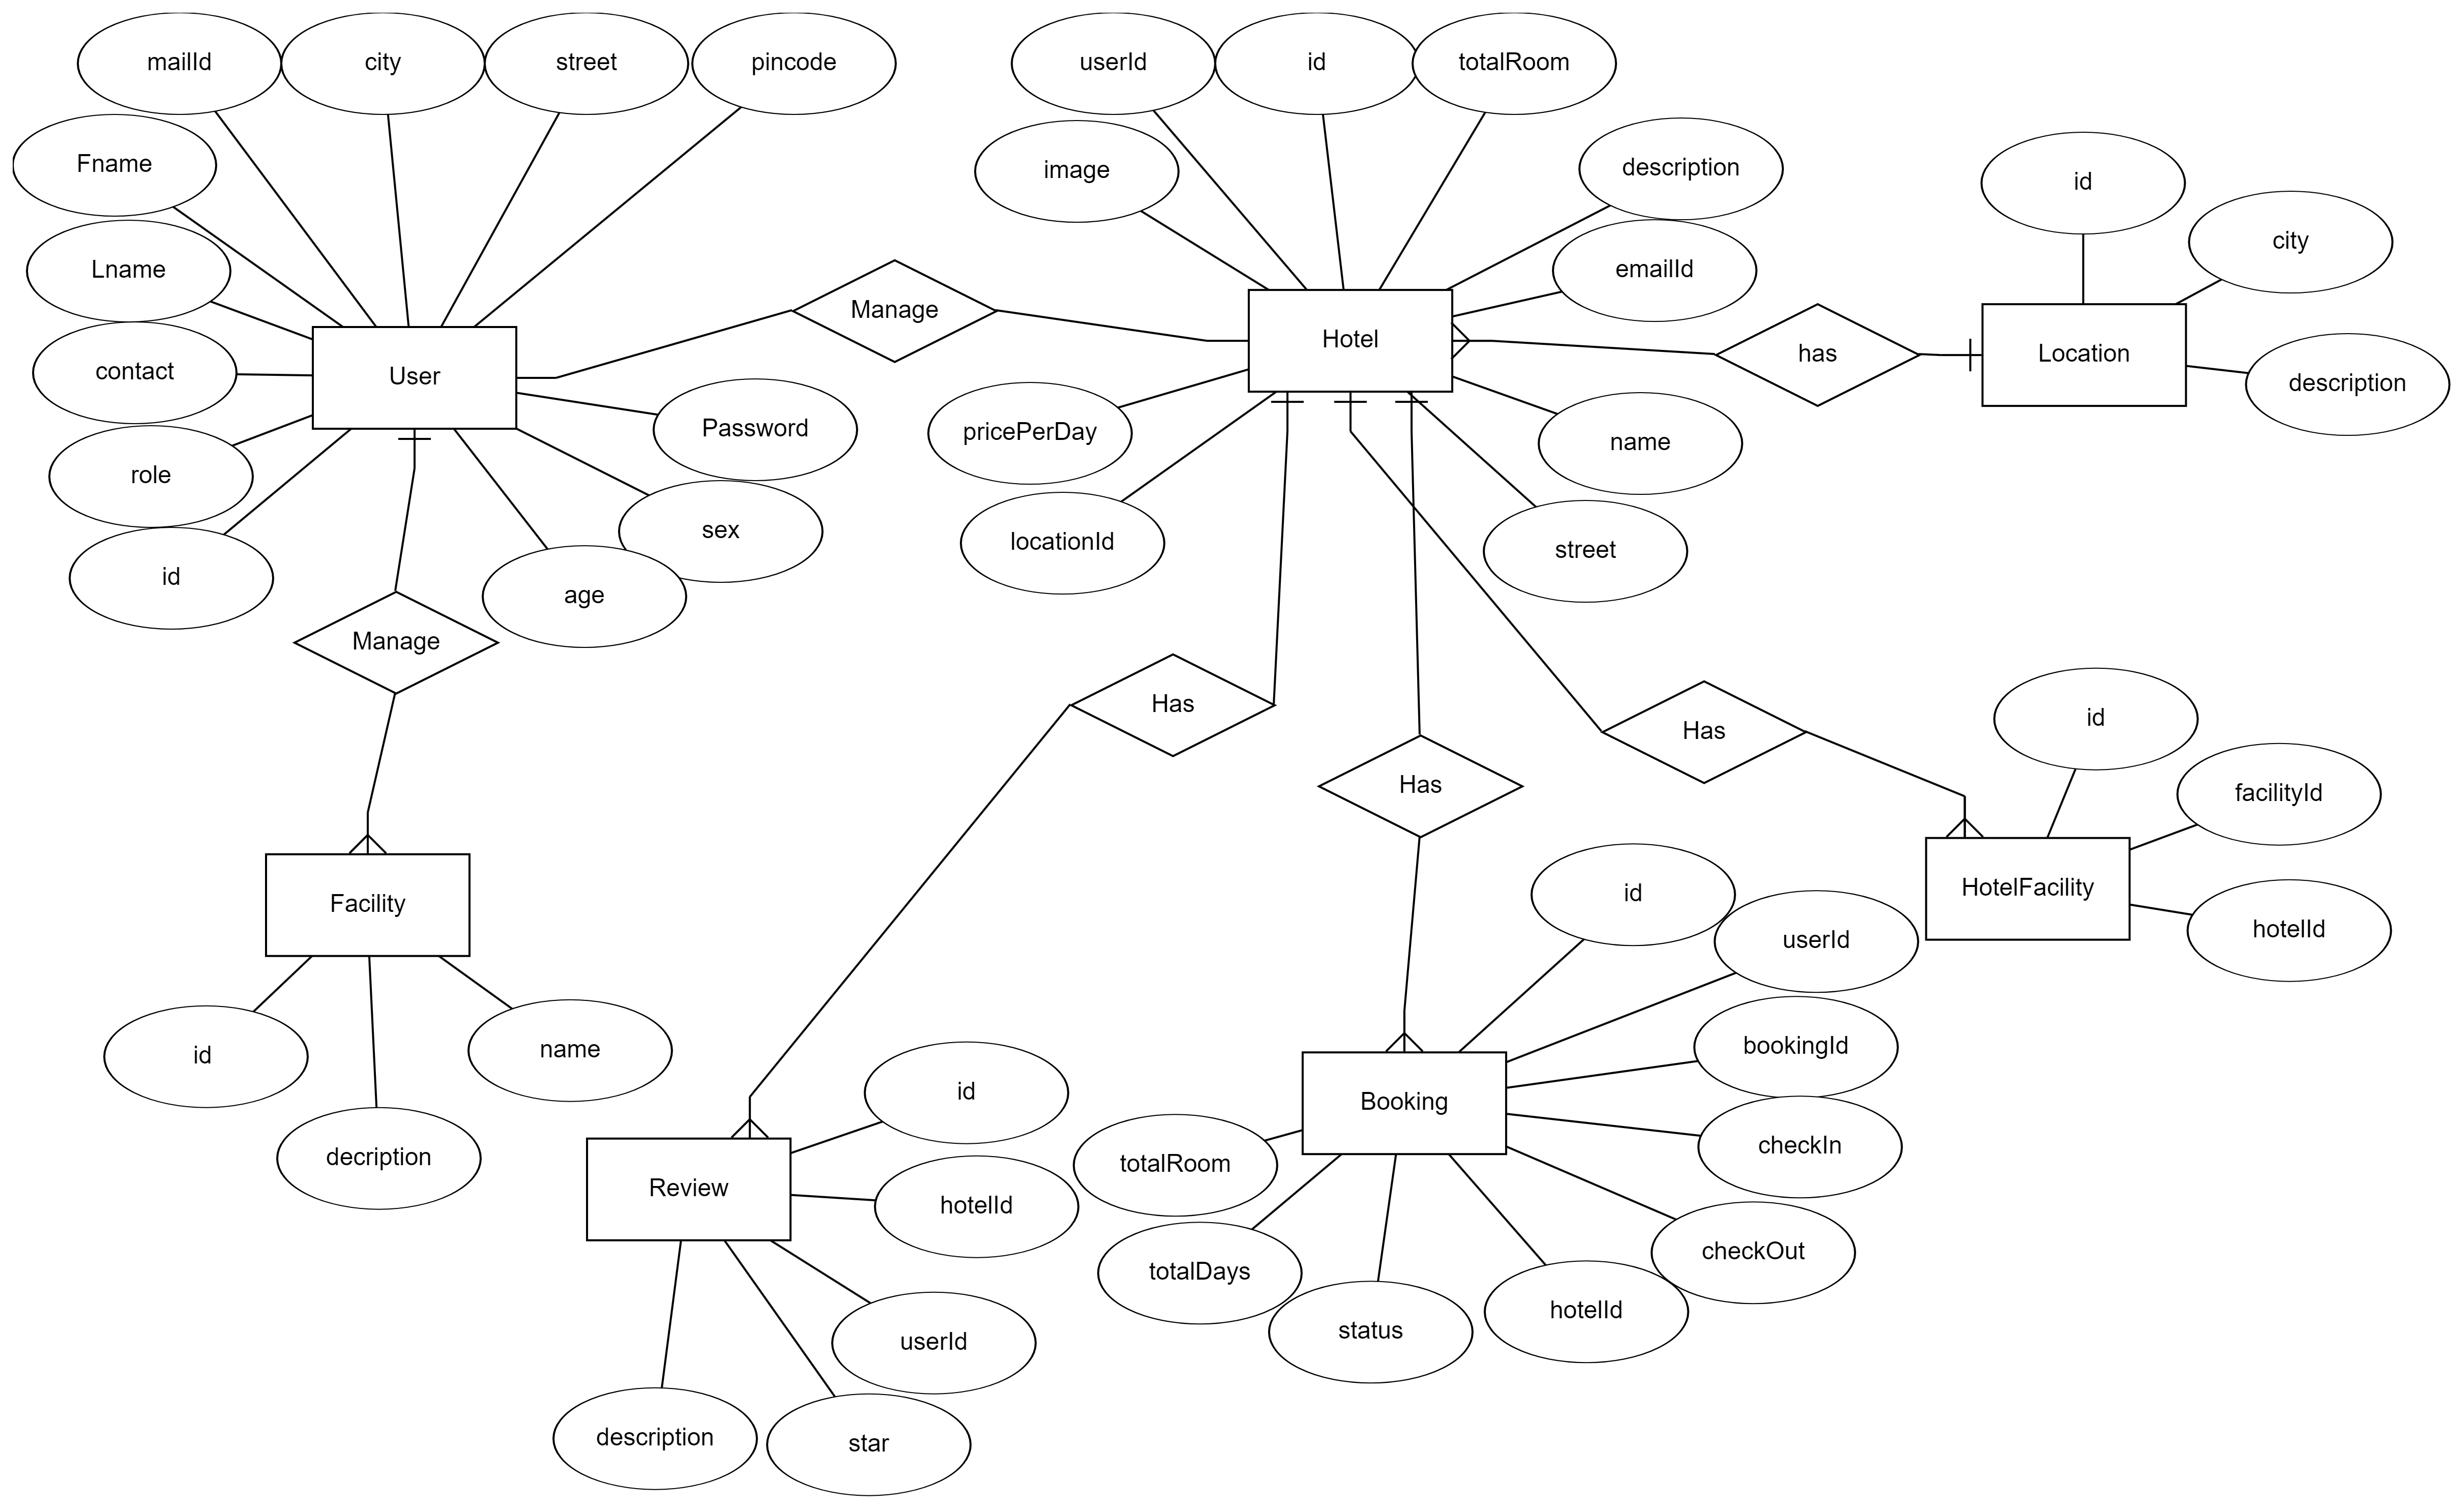 mailId
city
street
pincode
userId
id
totalRoom
Fname
image
description
id
Lname
city
emailId
Manage
Hotel
has
Location
contact
User
description
Password
pricePerDay
name
role
sex
locationId
street
id
age
Manage
Has
Has
id
Has
facilityId
Facility
id
HotelFacility
userId
hotelId
id
name
bookingId
id
Booking
decription
totalRoom
checkIn
Review
hotelId
totalDays
checkOut
userId
status
hotelId
description
star